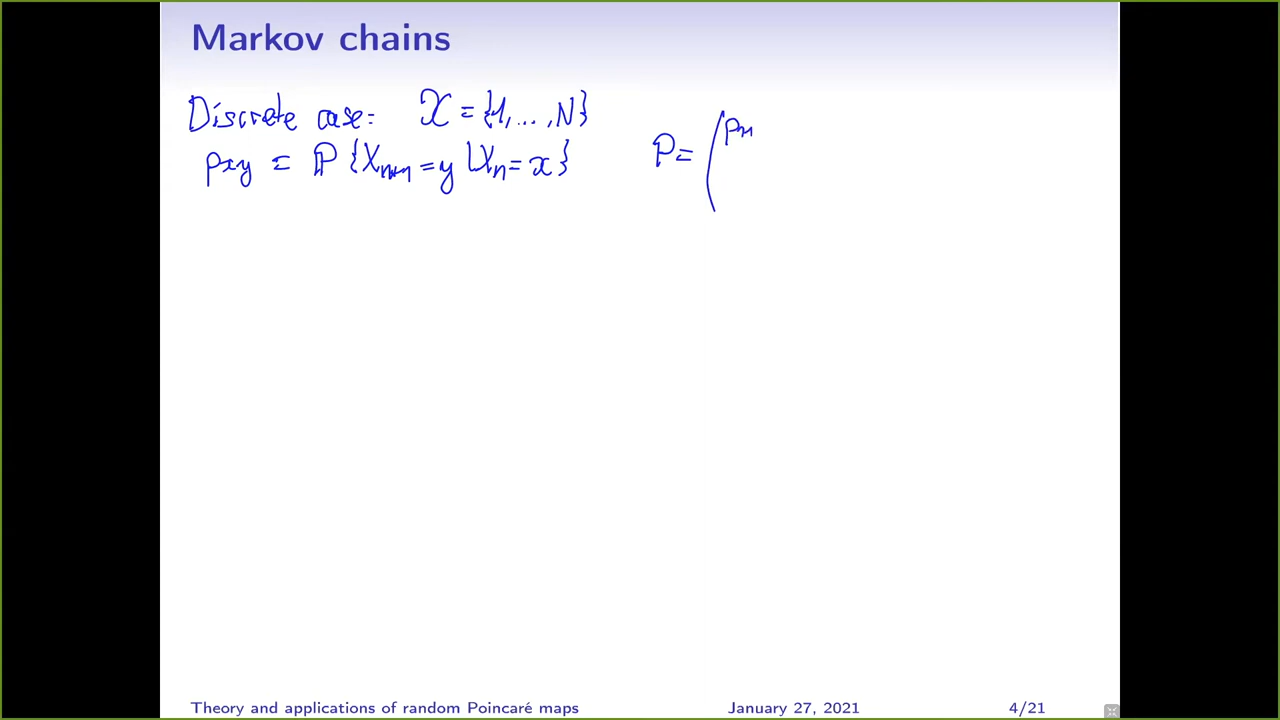 Markov chains
Discrete case: 𝒳 = {1, ..., N}
pxy = ℙ {Xn+1 = y | Xn = x}
P = ( p11
Theory and applications of random Poincaré maps January 27, 2021 4/21